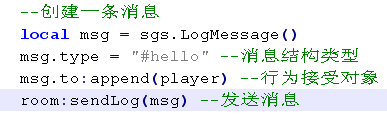 --创建一条消息
local msg = sgs.LogMessage()
msg.type = "#hello" --消息结构类型
msg.to:append(player) --行为接受对象
room:sendLog(msg) --发送消息